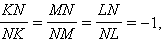 KN/NK = MN/NM = LN/NL = −1,